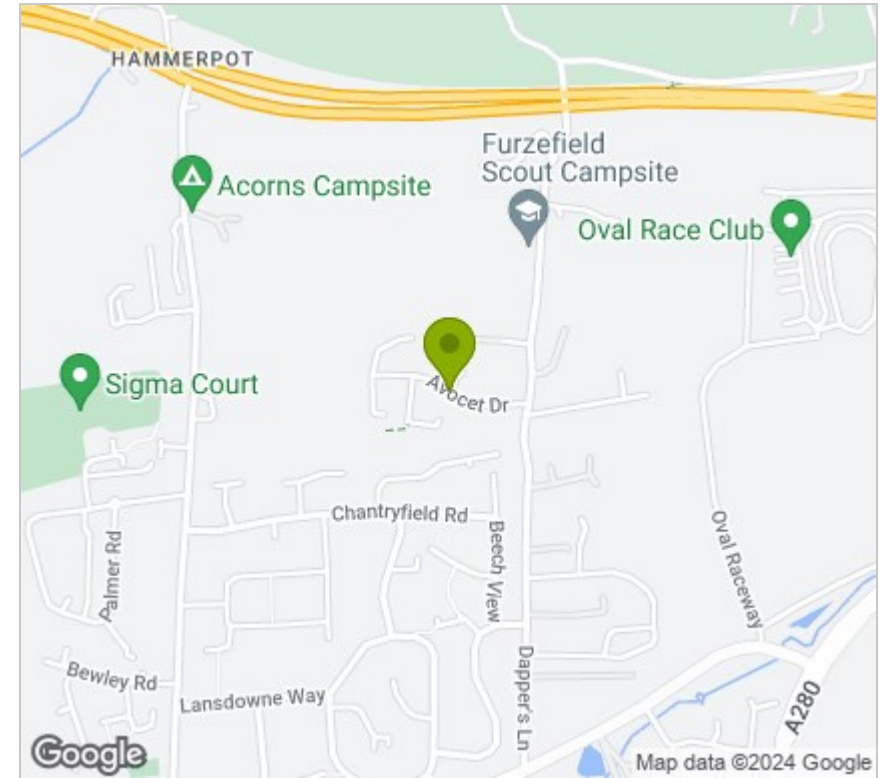 HAMMERPOT
Furzefield
Scout Campsite
Acorns Campsite
Oval Race Club
Sigma Court
Avocet Dr
Chantryfield Rd
Beech View
Oval Raceway
Palmer Rd
Bewley Rd
Lansdowne Way
Dapper's Ln
A280
Google
Map data ©2024 Google